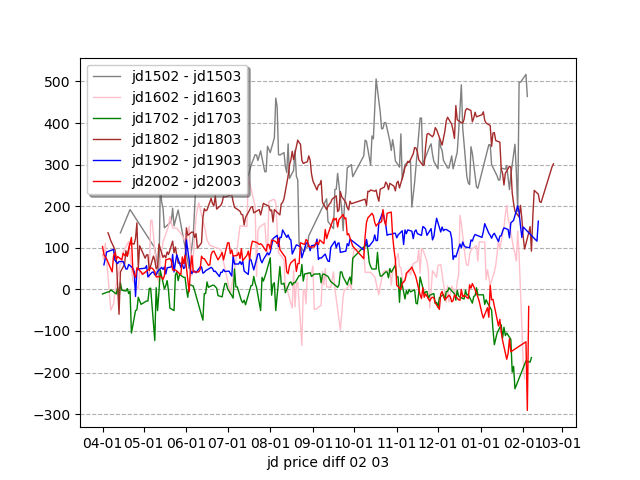 jd1502 - jd1503
jd1602 - jd1603
jd1702 - jd1703
jd1802 - jd1803
jd1902 - jd1903
jd2002 - jd2003
500
400
300
200
100
0
−100
−200
−300
04-01 05-01 06-01 07-01 08-01 09-01 10-01 11-01 12-01 01-01 02-01 03-01
jd price diff 02 03